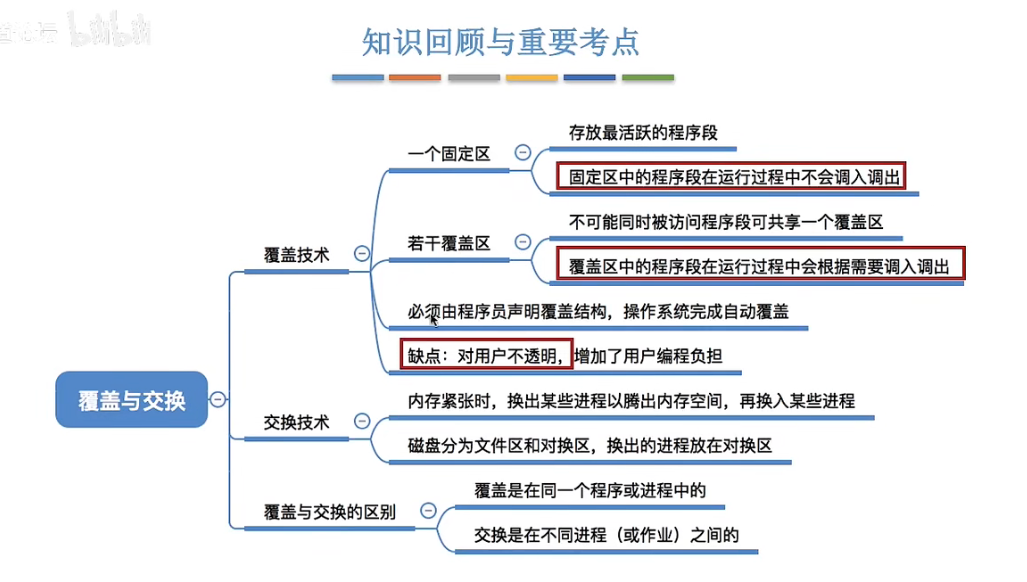 bilibili
知识回顾与重要考点
存放最活跃的程序段
一个固定区
固定区中的程序段在运行过程中不会调入调出
不可能同时被访问程序段可共享一个覆盖区
若干覆盖区
覆盖技术
覆盖区中的程序段在运行过程中会根据需要调入调出
必须由程序员声明覆盖结构，操作系统完成自动覆盖
缺点：对用户不透明，增加了用户编程负担
覆盖与交换
内存紧张时，换出某些进程以腾出内存空间，再换入某些进程
交换技术
磁盘分为文件区和对换区，换出的进程放在对换区
覆盖是在同一个程序或进程中的
覆盖与交换的区别
交换是在不同进程（或作业）之间的